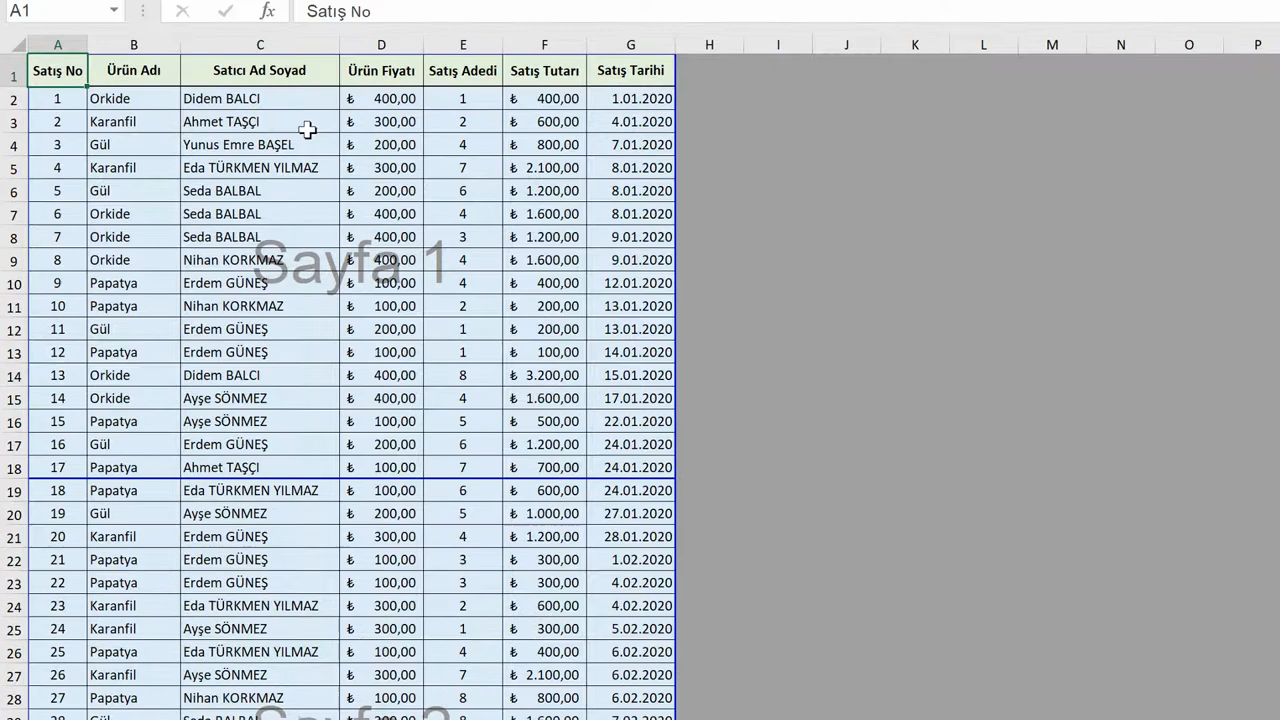 A1 fx Satış No
A B C D E F G H I J K L M N O P
1 Satış No Ürün Adı Satıcı Ad Soyad Ürün Fiyatı Satış Adedi Satış Tutarı Satış Tarihi
2 1 Orkide Didem BALCI ₺ 400,00 1 ₺ 400,00 1.01.2020
3 2 Karanfil Ahmet TAŞÇI ₺ 300,00 2 ₺ 600,00 4.01.2020
4 3 Gül Yunus Emre BAŞEL ₺ 200,00 4 ₺ 800,00 7.01.2020
5 4 Karanfil Eda TÜRKMEN YILMAZ ₺ 300,00 7 ₺ 2.100,00 8.01.2020
6 5 Gül Seda BALBAL ₺ 200,00 6 ₺ 1.200,00 8.01.2020
7 6 Orkide Seda BALBAL ₺ 400,00 4 ₺ 1.600,00 8.01.2020
8 7 Orkide Seda BALBAL ₺ 400,00 3 ₺ 1.200,00 9.01.2020
Sayfa 1
9 8 Orkide Nihan KORKMAZ ₺ 400,00 4 ₺ 1.600,00 9.01.2020
10 9 Papatya Erdem GÜNEŞ ₺ 100,00 4 ₺ 400,00 12.01.2020
11 10 Papatya Nihan KORKMAZ ₺ 100,00 2 ₺ 200,00 13.01.2020
12 11 Gül Erdem GÜNEŞ ₺ 200,00 1 ₺ 200,00 13.01.2020
13 12 Papatya Erdem GÜNEŞ ₺ 100,00 1 ₺ 100,00 14.01.2020
14 13 Orkide Didem BALCI ₺ 400,00 8 ₺ 3.200,00 15.01.2020
15 14 Orkide Ayşe SÖNMEZ ₺ 400,00 4 ₺ 1.600,00 17.01.2020
16 15 Papatya Ayşe SÖNMEZ ₺ 100,00 5 ₺ 500,00 22.01.2020
17 16 Gül Erdem GÜNEŞ ₺ 200,00 6 ₺ 1.200,00 24.01.2020
18 17 Papatya Ahmet TAŞÇI ₺ 100,00 7 ₺ 700,00 24.01.2020
19 18 Papatya Eda TÜRKMEN YILMAZ ₺ 100,00 6 ₺ 600,00 24.01.2020
20 19 Gül Ayşe SÖNMEZ ₺ 200,00 5 ₺ 1.000,00 27.01.2020
21 20 Karanfil Erdem GÜNEŞ ₺ 300,00 4 ₺ 1.200,00 28.01.2020
22 21 Papatya Erdem GÜNEŞ ₺ 100,00 3 ₺ 300,00 1.02.2020
23 22 Papatya Erdem GÜNEŞ ₺ 100,00 3 ₺ 300,00 4.02.2020
24 23 Karanfil Eda TÜRKMEN YILMAZ ₺ 300,00 2 ₺ 600,00 4.02.2020
25 24 Karanfil Ayşe SÖNMEZ ₺ 300,00 1 ₺ 300,00 5.02.2020
26 25 Papatya Eda TÜRKMEN YILMAZ ₺ 100,00 4 ₺ 400,00 6.02.2020
27 26 Karanfil Ayşe SÖNMEZ ₺ 300,00 7 ₺ 2.100,00 6.02.2020
28 27 Papatya Nihan KORKMAZ ₺ 100,00 8 ₺ 800,00 6.02.2020